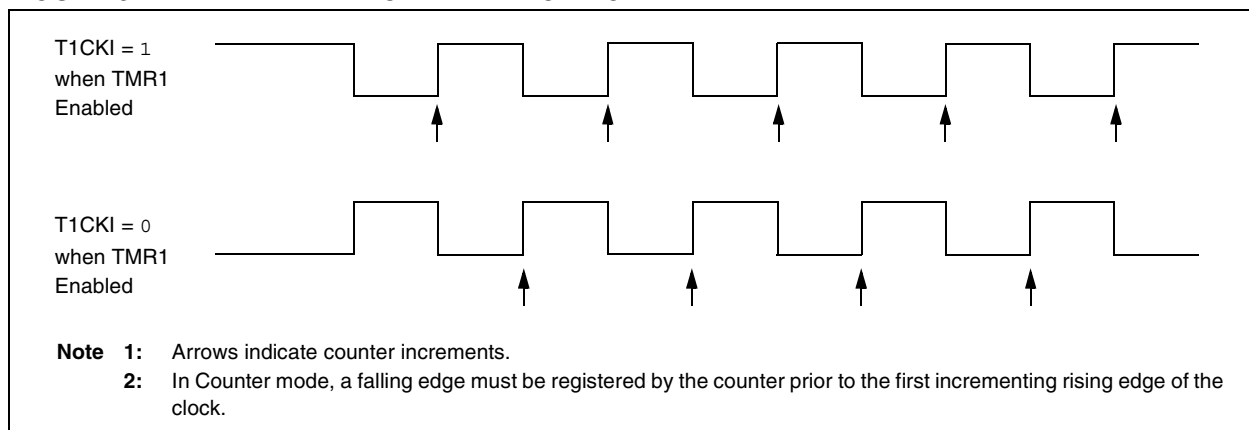 T1CKI = 1
when TMR1
Enabled
T1CKI = 0
when TMR1
Enabled
Note 1: Arrows indicate counter increments.
2: In Counter mode, a falling edge must be registered by the counter prior to the first incrementing rising edge of the
clock.